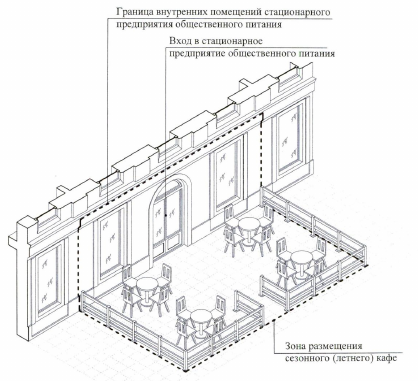 Граница внутренних помещений стационарного
предприятия общественного питания
Вход в стационарное
предприятие общественного питания
Зона размещения
сезонного (летнего) кафе